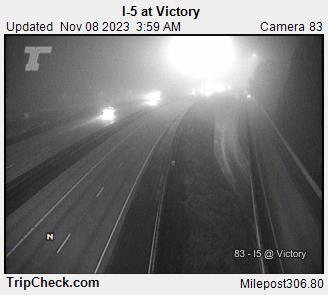 I-5 at Victory
Updated Nov 08 2023 3:59 AM Camera 83
T
N
83 - I5 @ Victory
TripCheck.com Milepost306.80